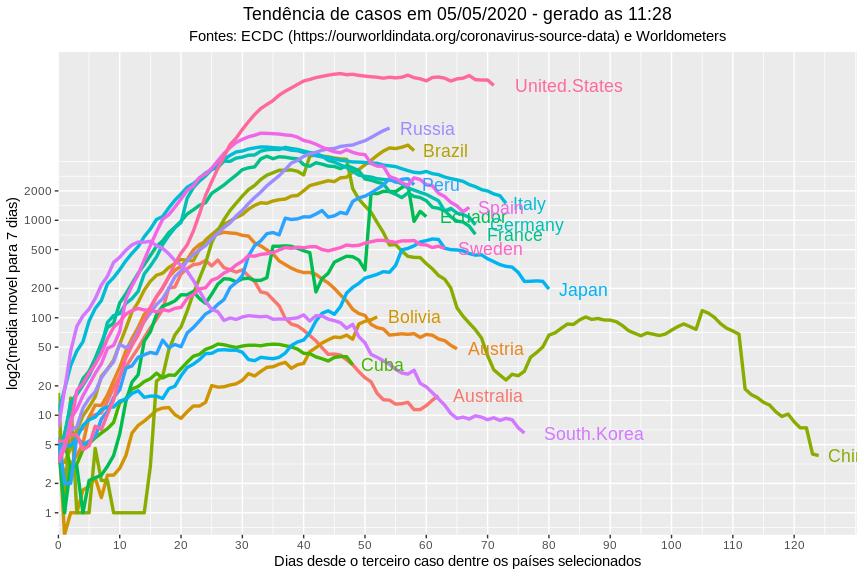 Tendência de casos em 05/05/2020 - gerado as 11:28
Fontes: ECDC (https://ourworldindata.org/coronavirus-source-data) e Worldometers
United.States
Russia
Brazil
Peru
Italy
Spain
Ecuador
Germany
France
Sweden
Japan
Bolivia
Austria
Cuba
Australia
South.Korea
Chin
log2(media movel para 7 dias)
2000
1000
500
200
100
50
20
10
5
2
1
0 10 20 30 40 50 60 70 80 90 100 110 120
Dias desde o terceiro caso dentre os países selecionados